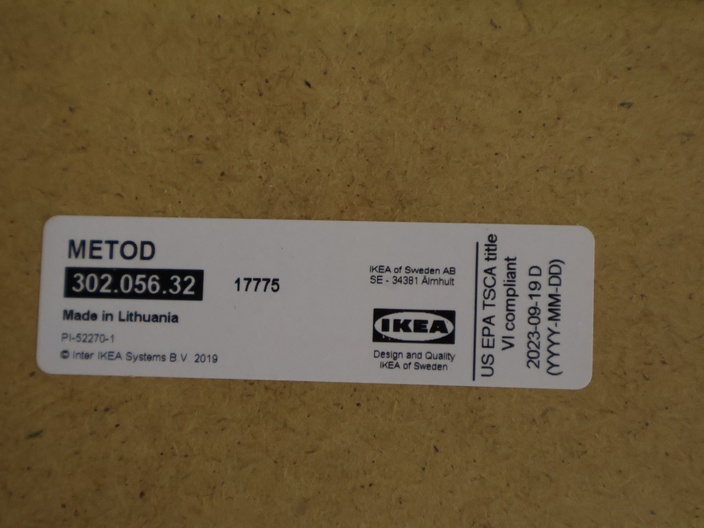 METOD
302.056.32 17775
Made in Lithuania
PI-52270-1
© Inter IKEA Systems B.V 2019
IKEA of Sweden AB
SE - 34381 Älmhult
IKEA
Design and Quality
IKEA of Sweden
US EPA TSCA title
VI compliant
2023-09-19 D
(YYYY-MM-DD)